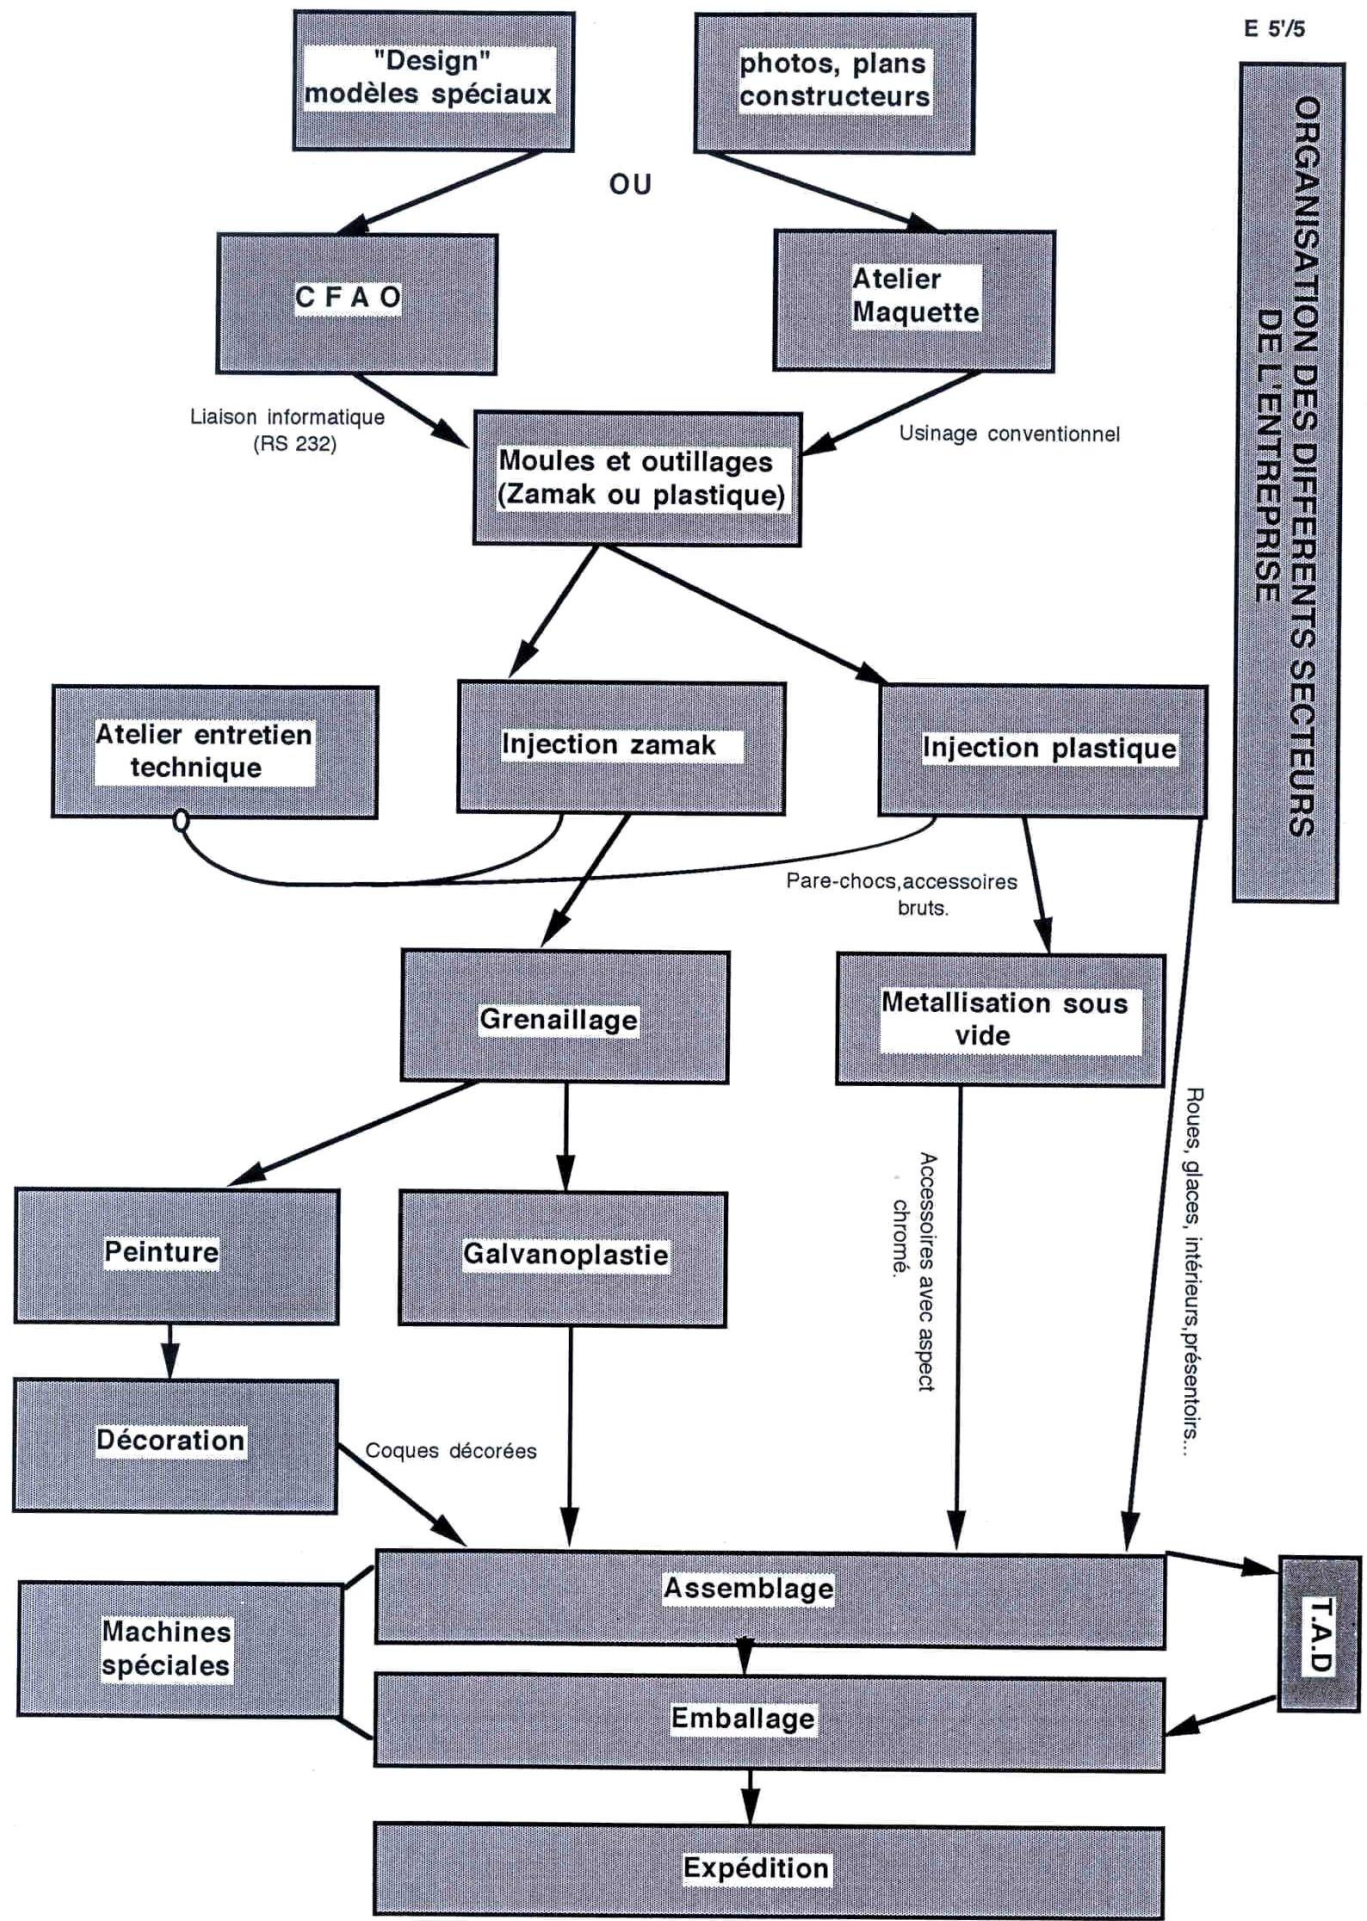 E 5'/5
ORGANISATION DES DIFFERENTS SECTEURS
DE L'ENTREPRISE
"Design"
modèles spéciaux
photos, plans
constructeurs
OU
C F A O
Atelier
Maquette
Liaison informatique
(RS 232)
Usinage conventionnel
Moules et outillages
(Zamak ou plastique)
Atelier entretien
technique
Injection zamak
Injection plastique
Pare-chocs,accessoires
bruts.
Grenaillage
Metallisation sous
vide
Roues, glaces, intérieurs,présentoirs...
Accessoires avec aspect
chromé.
Peinture
Galvanoplastie
Décoration
Coques décorées
Assemblage
Machines
spéciales
T.A.D
Emballage
Expédition